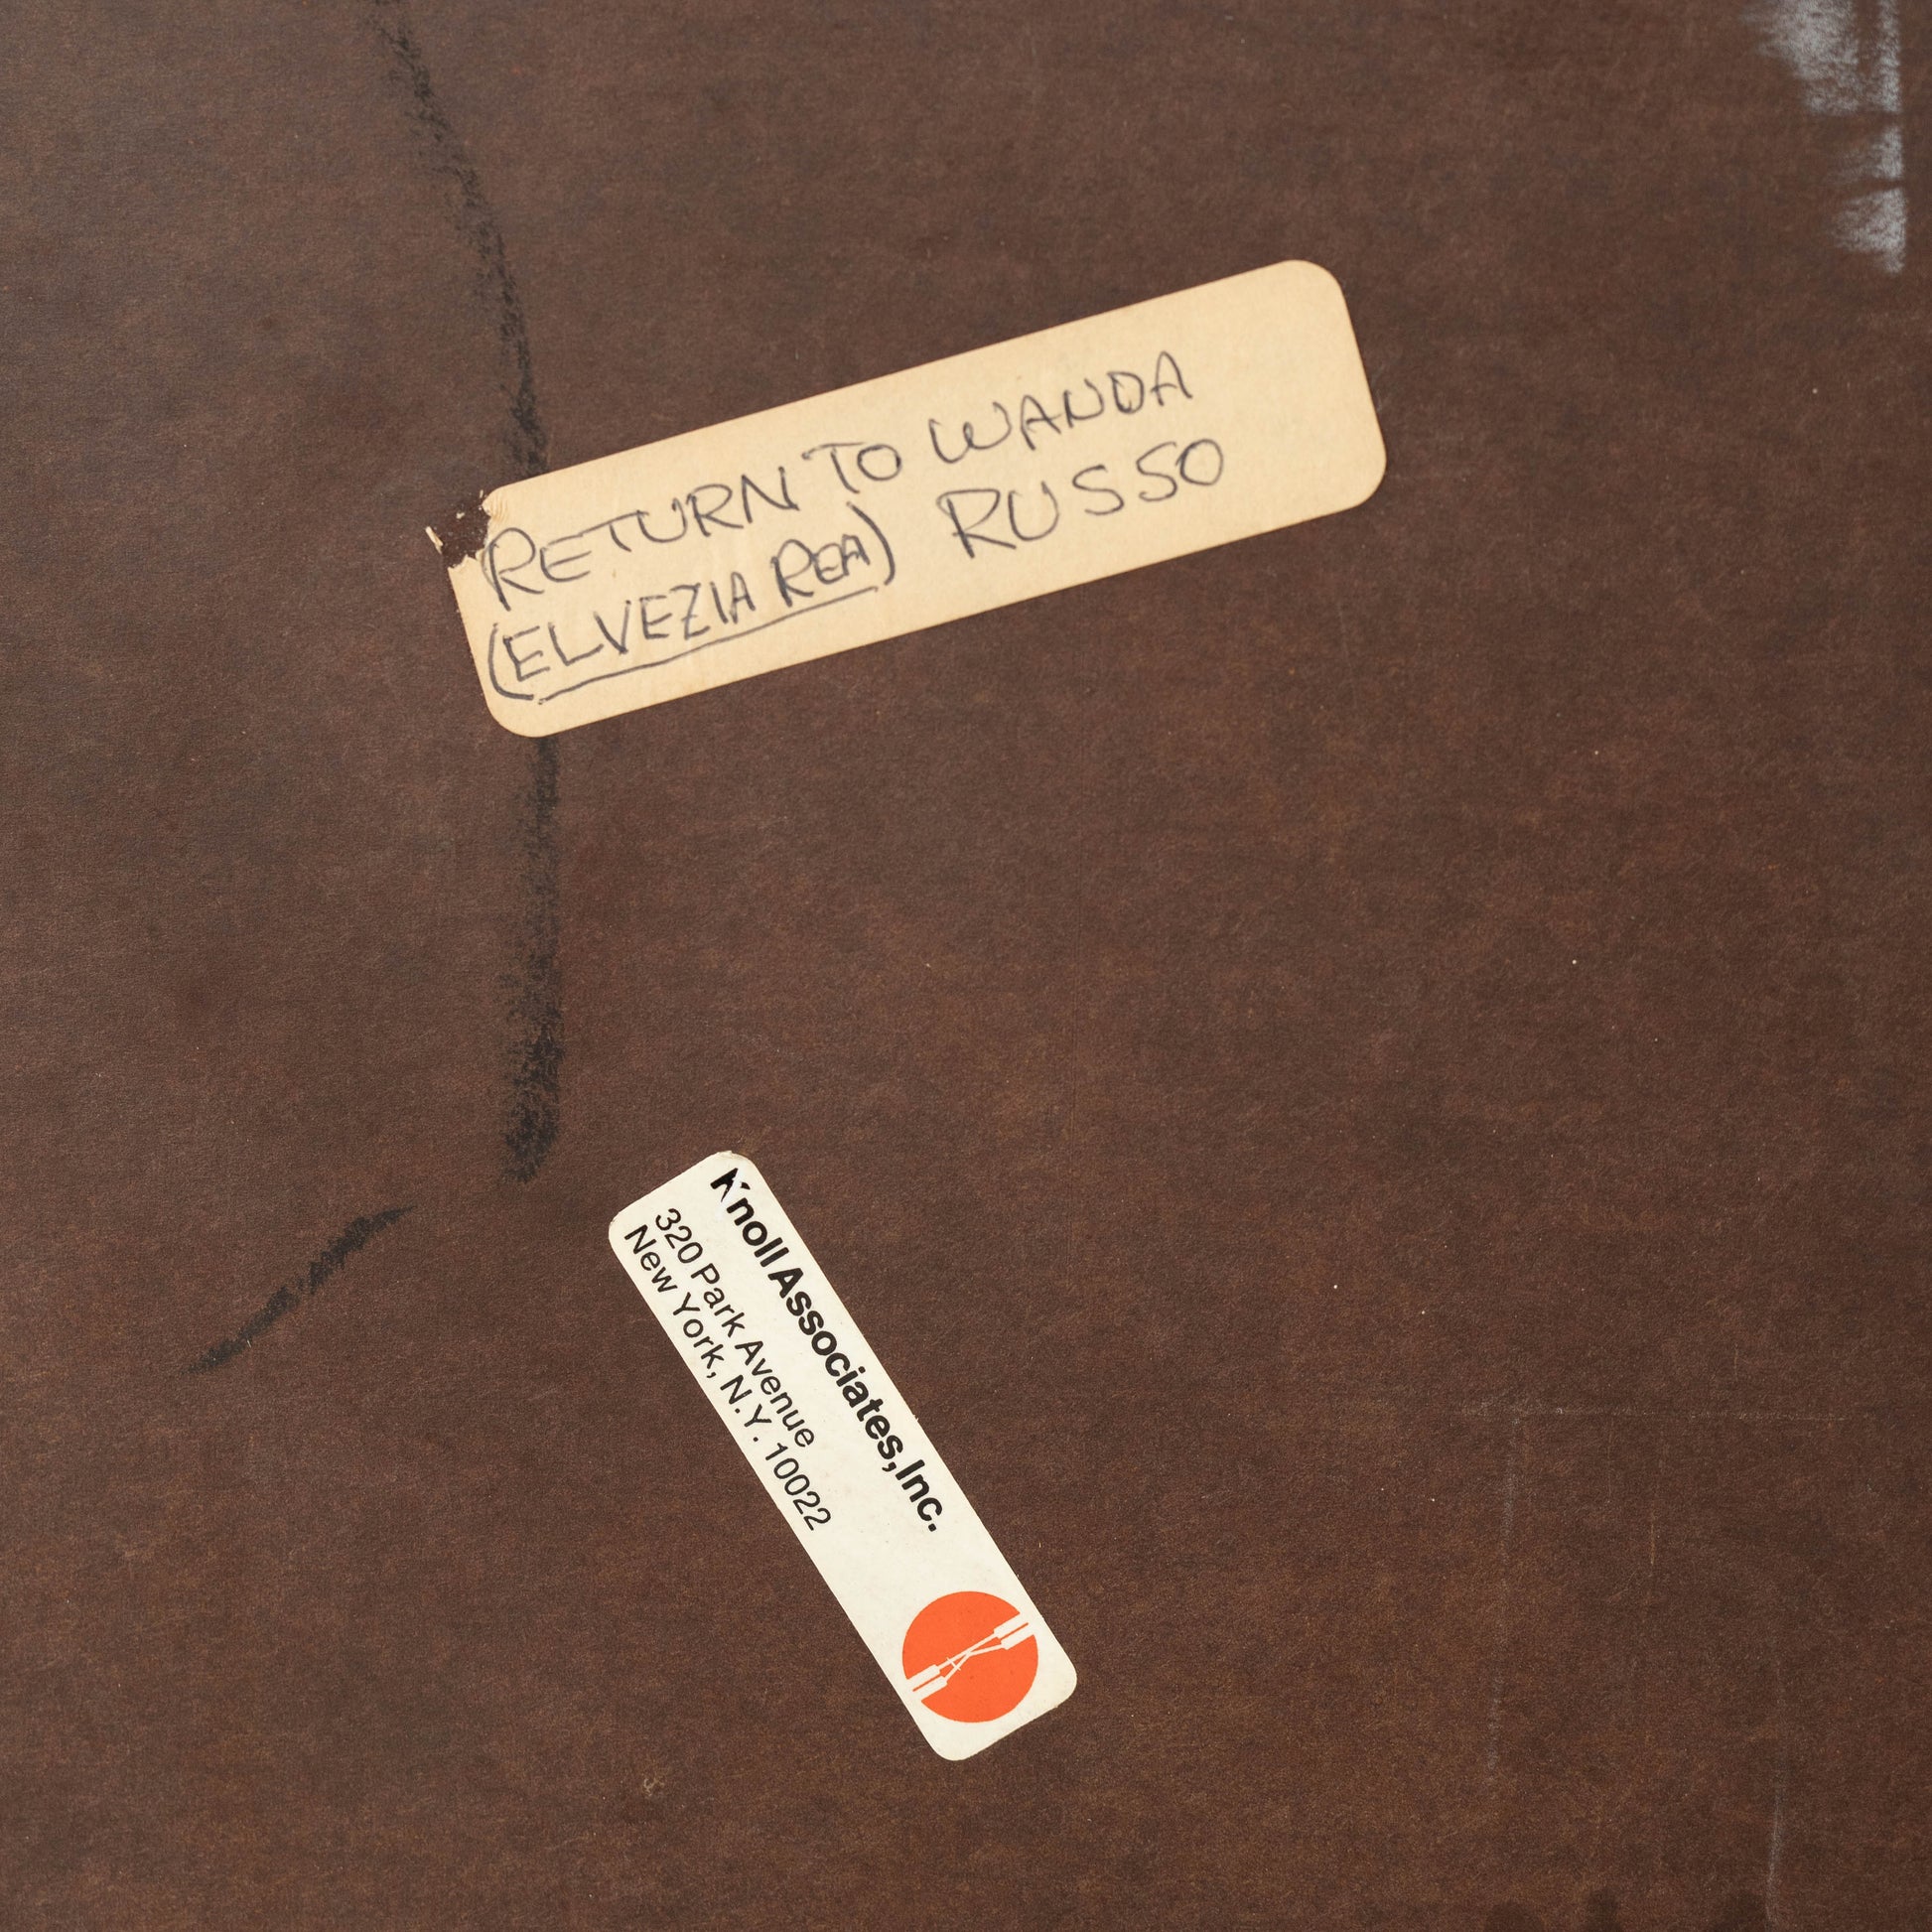 RETURN TO WANDA
(ELVEZIA REA) RUSSO
Knoll Associates, Inc.
320 Park Avenue
New York, N.Y. 10022